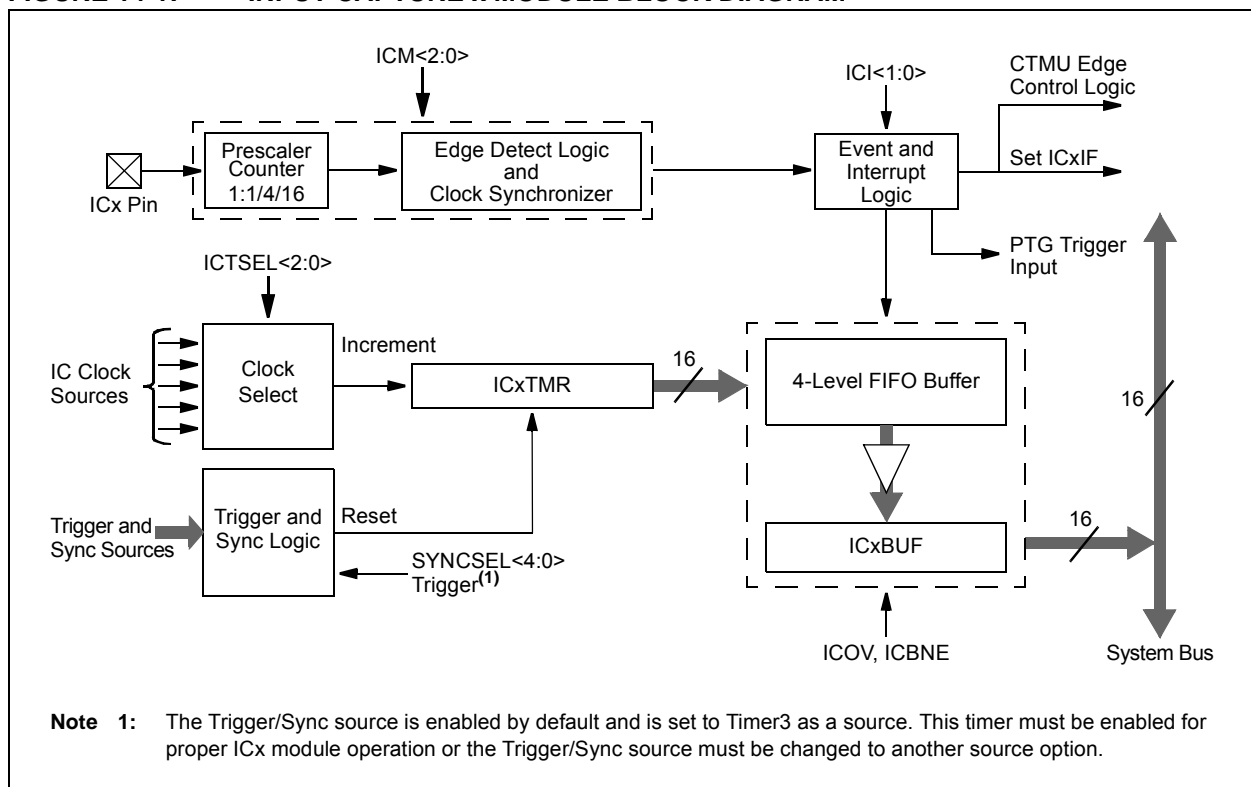 ICM<2:0>
ICI<1:0>
CTMU Edge
Control Logic
Prescaler
Counter
1:1/4/16
Edge Detect Logic
and
Clock Synchronizer
Event and
Interrupt
Logic
Set ICxIF
ICx Pin
PTG Trigger
Input
ICTSEL<2:0>
IC Clock
Sources
Clock
Select
Increment
ICxTMR
16
4-Level FIFO Buffer
16
Trigger and
Sync Sources
Trigger and
Sync Logic
Reset
SYNCSEL<4:0>
Trigger(1)
ICxBUF
16
ICOV, ICBNE
System Bus
Note 1: The Trigger/Sync source is enabled by default and is set to Timer3 as a source. This timer must be enabled for
proper ICx module operation or the Trigger/Sync source must be changed to another source option.